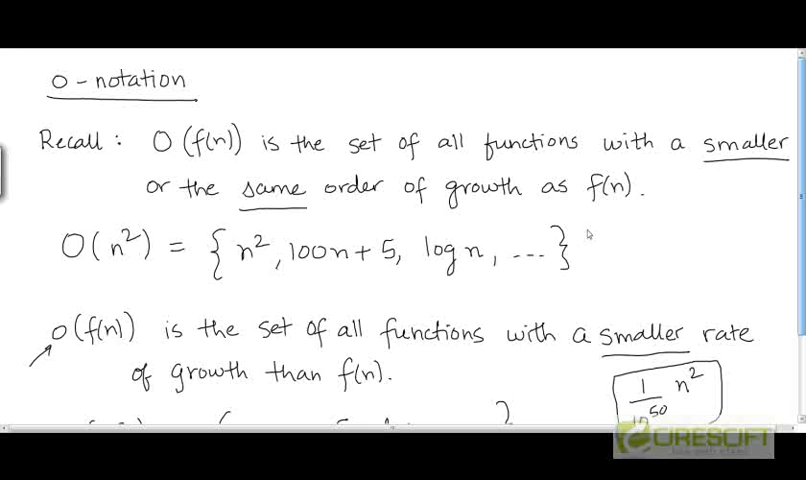 o - notation
Recall : O (f(n)) is the set of all functions with a smaller
or the same order of growth as f(n).
O( n² ) = { n², 100n + 5, log n, ... }
o (f(n)) is the set of all functions with a smaller rate
of growth than f(n).
1/10⁵⁰ n²
CIRESOFT